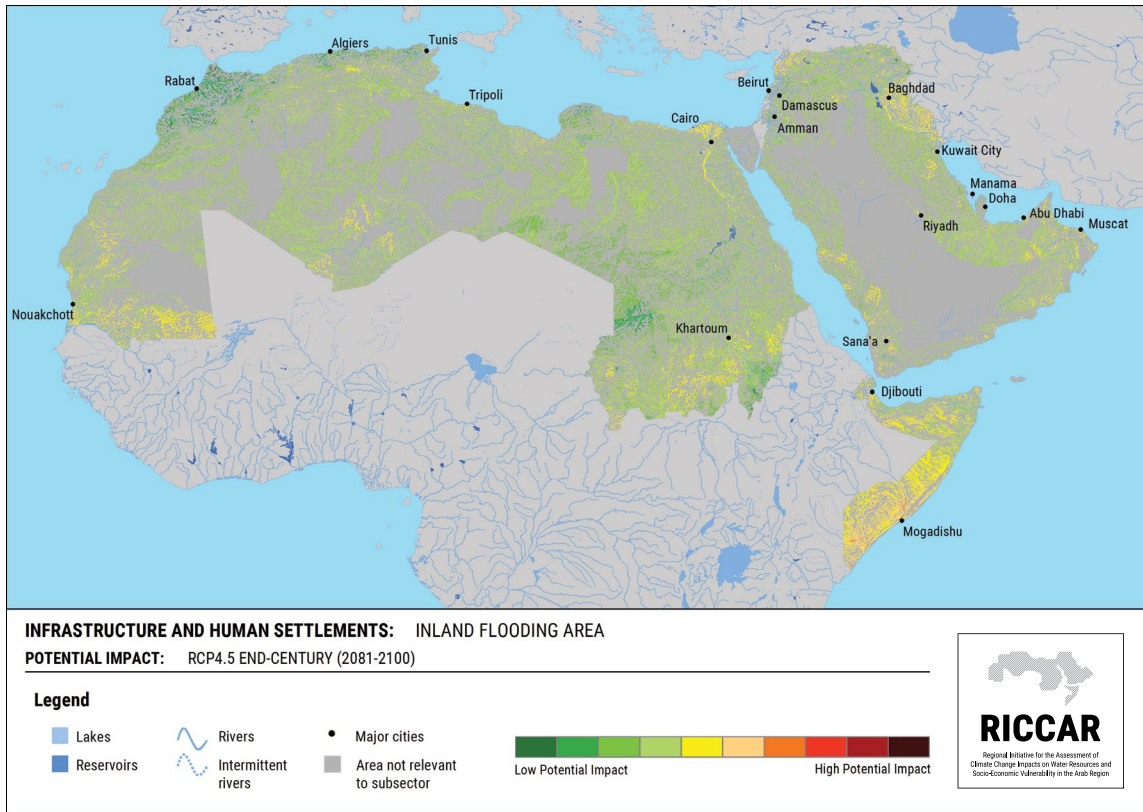 Algiers
Tunis
Rabat
Tripoli
Beirut
Damascus
Baghdad
Cairo
Amman
Kuwait City
Manama
Doha
Abu Dhabi
Riyadh
Muscat
Nouakchott
Khartoum
Sana'a
Djibouti
Mogadishu
INFRASTRUCTURE AND HUMAN SETTLEMENTS: INLAND FLOODING AREA
POTENTIAL IMPACT: RCP4.5 END-CENTURY (2081-2100)
Legend
Lakes
Reservoirs
Rivers
Intermittent
rivers
Major cities
Area not relevant
to subsector
Low Potential Impact
High Potential Impact
RICCAR
Regional Initiative for the Assessment of
Climate Change Impacts on Water Resources and
Socio-Economic Vulnerability in the Arab Region